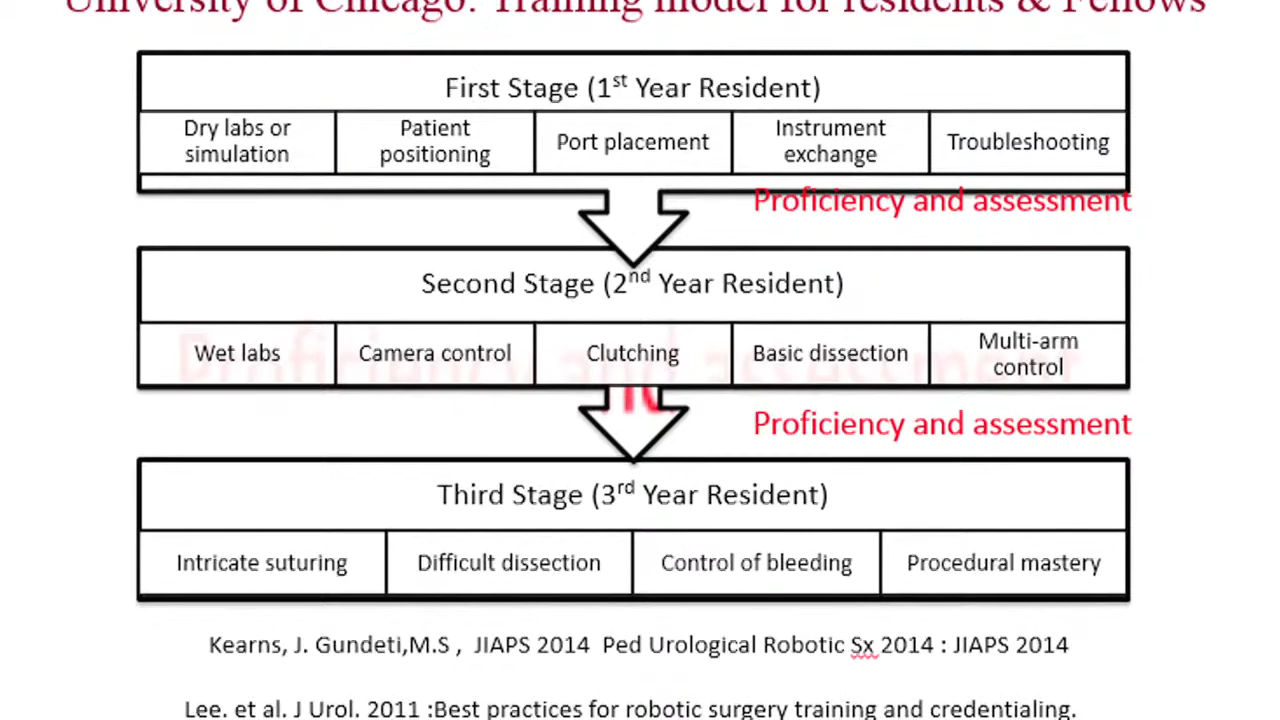 University of Chicago: Training model for residents & Fellows
First Stage (1st Year Resident)
Dry labs or simulation
Patient positioning
Port placement
Instrument exchange
Troubleshooting
Proficiency and assessment
Second Stage (2nd Year Resident)
Wet labs
Camera control
Clutching
Basic dissection
Multi-arm control
Proficiency and assessment
Proficiency and assessment
Third Stage (3rd Year Resident)
Intricate suturing
Difficult dissection
Control of bleeding
Procedural mastery
Kearns, J. Gundeti,M.S , JIAPS 2014 Ped Urological Robotic Sx 2014 : JIAPS 2014
Lee. et al. J Urol. 2011 :Best practices for robotic surgery training and credentialing.